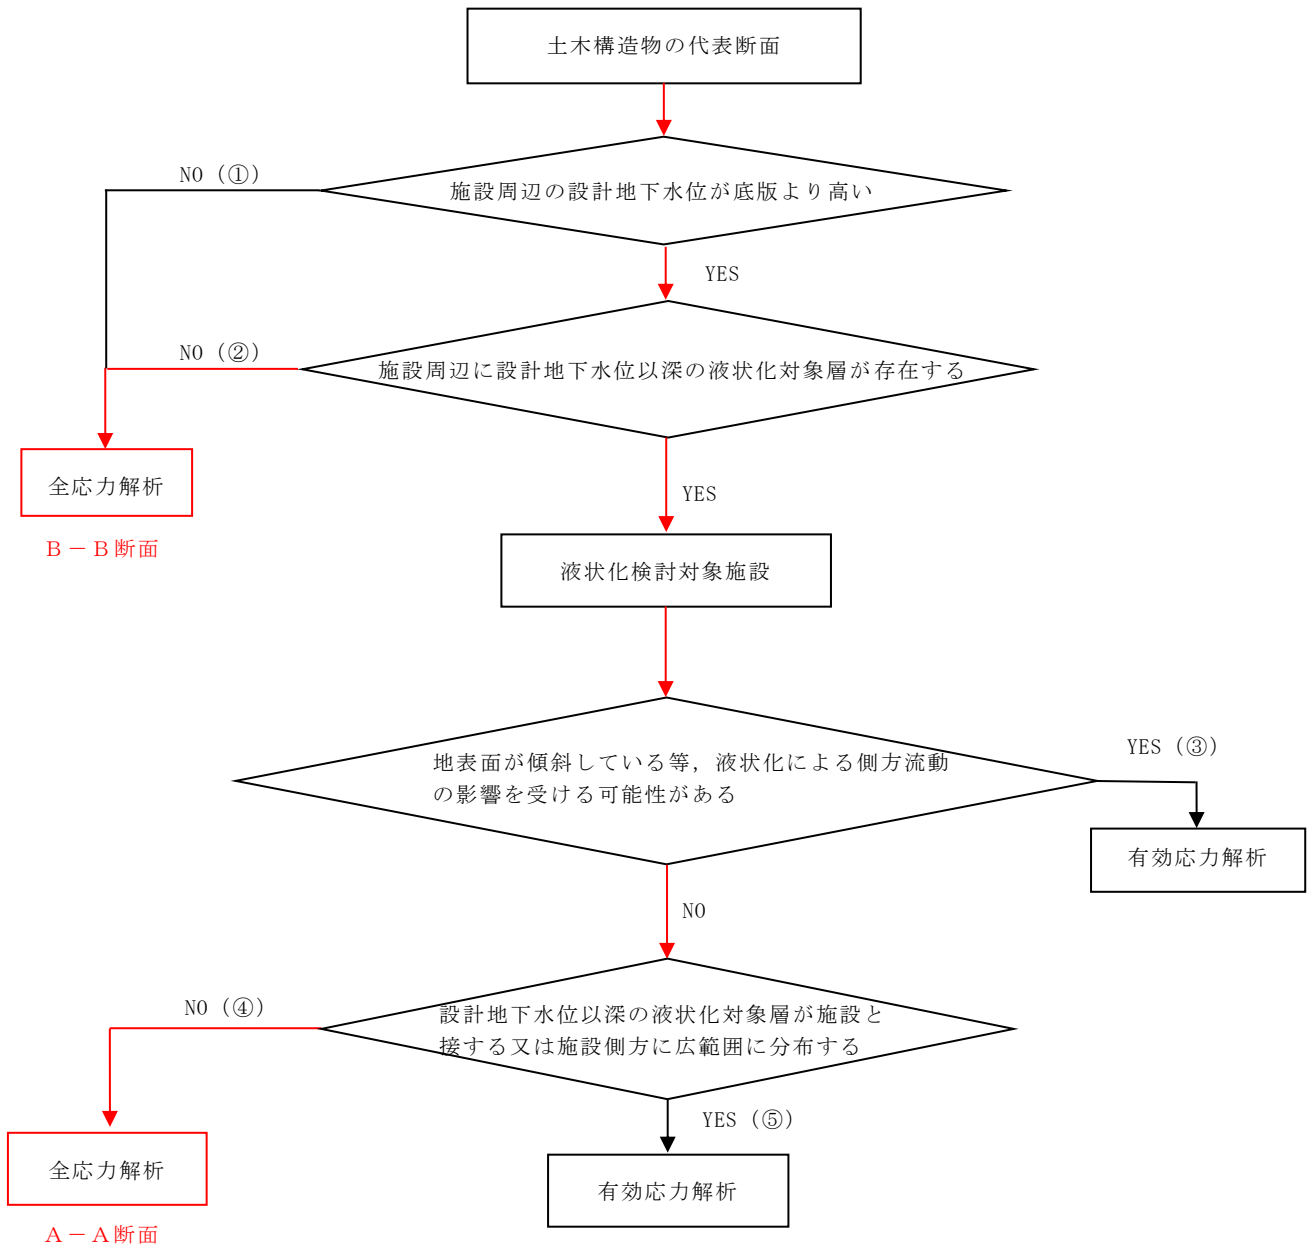 土木構造物の代表断面
NO（①）
施設周辺の設計地下水位が底版より高い
YES
NO（②）
施設周辺に設計地下水位以深の液状化対象層が存在する
全応力解析
YES
Ｂ－Ｂ断面
液状化検討対象施設
YES（③）
地表面が傾斜している等，液状化による側方流動
の影響を受ける可能性がある
有効応力解析
NO
NO（④）
設計地下水位以深の液状化対象層が施設と
接する又は施設側方に広範囲に分布する
YES（⑤）
全応力解析
有効応力解析
Ａ－Ａ断面